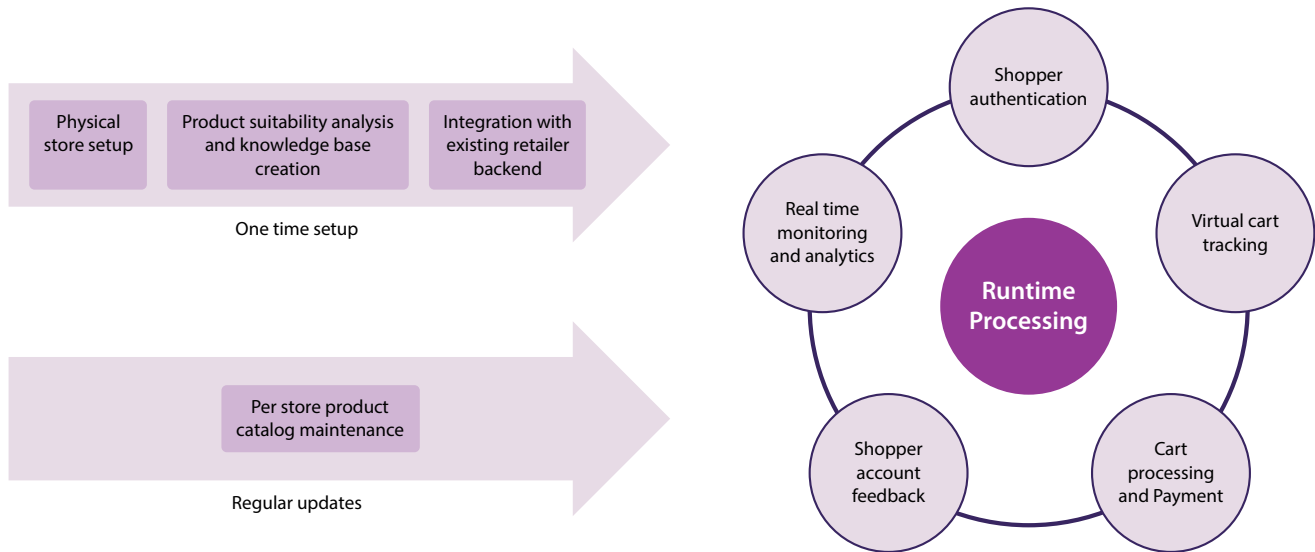 Physical
store setup
Product suitability analysis
and knowledge base
creation
Integration with
existing retailer
backend
One time setup
Per store product
catalog maintenance
Regular updates
Shopper
authentication
Virtual cart
tracking
Cart
processing
and Payment
Shopper
account
feedback
Real time
monitoring
and analytics
Runtime
Processing